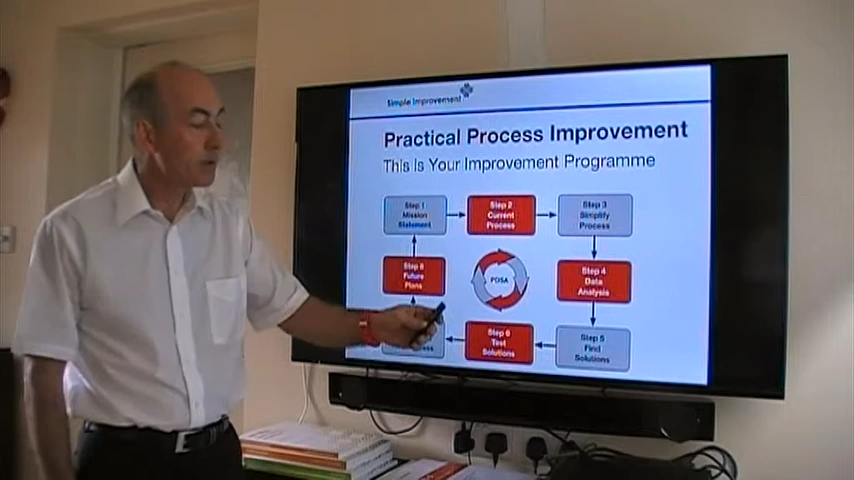 Simple Improvement
Practical Process Improvement
This Is Your Improvement Programme
Step 1
Mission
Statement
Step 2
Current
Process
Step 3
Simplify
Process
Step 8
Future
Plans
PDSA
Step 4
Data
Analysis
Step 6
Test
Solutions
Step 5
Find
Solutions